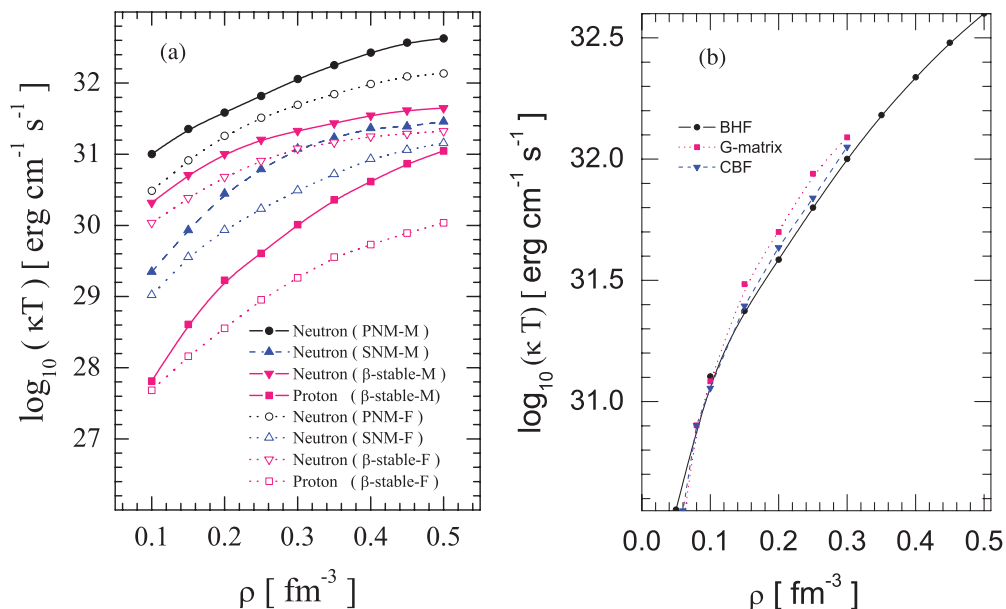 (a)
log10 ( κT ) [ erg cm-1 s-1 ]
32
31
30
29
28
27
Neutron ( PNM-M )
Neutron ( SNM-M )
Neutron ( β-stable-M )
Proton ( β-stable-M)
Neutron ( PNM-F )
Neutron ( SNM-F )
Neutron ( β-stable-F )
Proton ( β-stable-F )
0.1 0.2 0.3 0.4 0.5
ρ [ fm-3 ]
(b)
log10 (κ T) [ erg cm-1 s-1 ]
32.5
32.0
31.5
31.0
BHF
G-matrix
CBF
0.0 0.1 0.2 0.3 0.4 0.5
ρ [ fm-3 ]